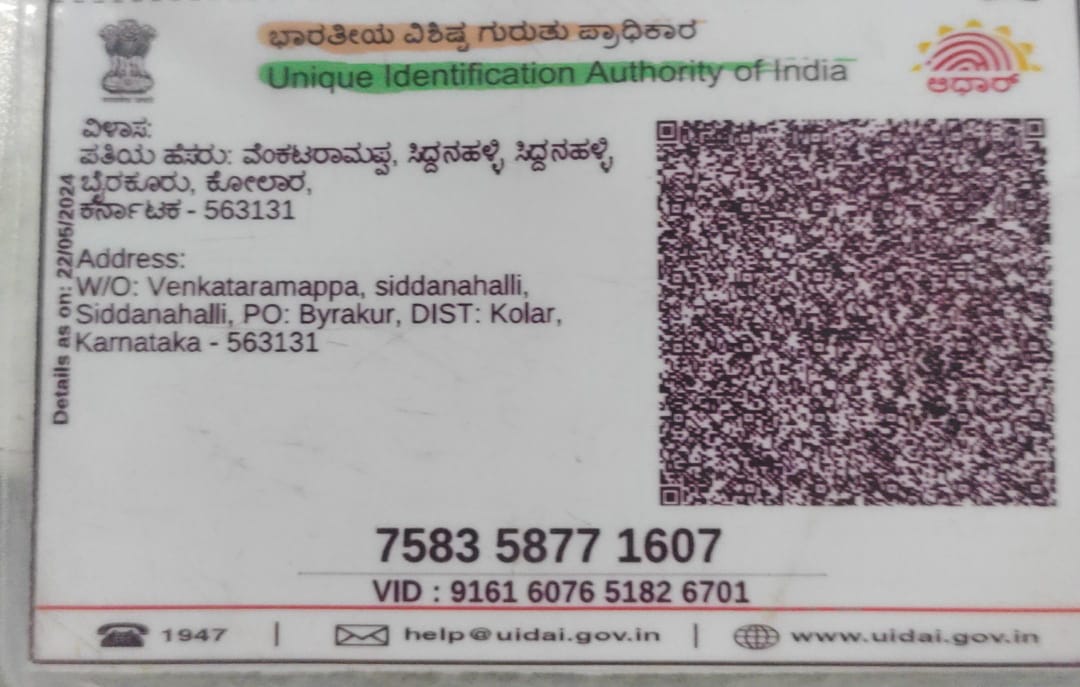 ಭಾರತೀಯ ವಿಶಿಷ್ಟ ಗುರುತು ಪ್ರಾಧಿಕಾರ
Unique Identification Authority of India
ಆಧಾರ್
ವಿಳಾಸ:
ಪತಿಯ ಹೆಸರು: ವೆಂಕಟರಾಮಪ್ಪ, ಸಿದ್ದನಹಳ್ಳಿ, ಸಿದ್ದನಹಳ್ಳಿ,
ಬೈರಕೂರು, ಕೋಲಾರ,
ಕರ್ನಾಟಕ - 563131
Address:
W/O: Venkataramappa, siddanahalli,
Siddanahalli, PO: Byrakur, DIST: Kolar,
Karnataka - 563131
Details as on: 22/05/2024
7583 5877 1607
VID : 9161 6076 5182 6701
1947 | help@uidai.gov.in | www.uidai.gov.in